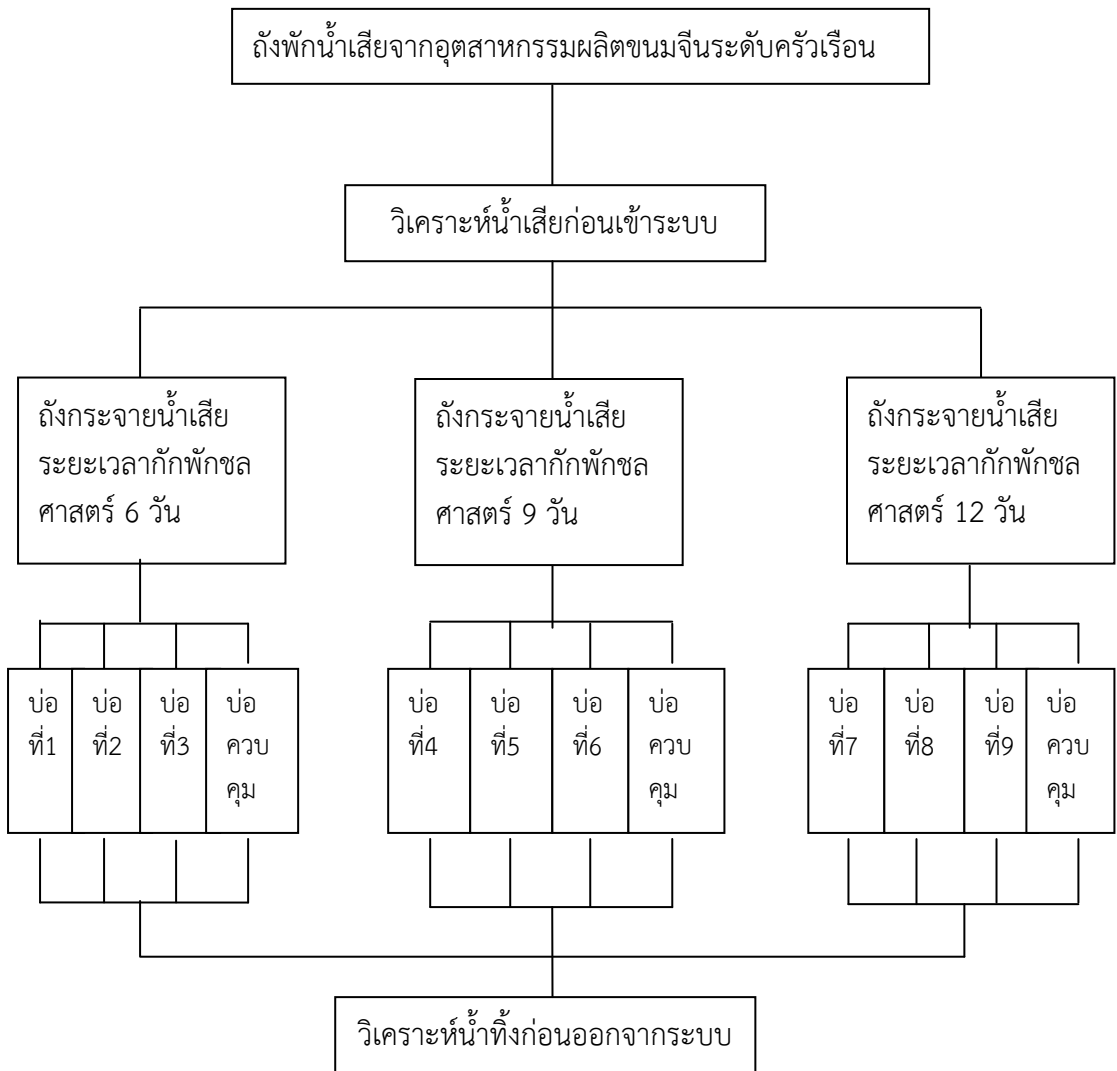 ถังพักน้ำเสียจากอุตสาหกรรมผลิตขนมจีนระดับครัวเรือน
วิเคราะห์น้ำเสียก่อนเข้าระบบ
ถังกระจายน้ำเสีย
ระยะเวลากักพักชล
ศาสตร์ 6 วัน
ถังกระจายน้ำเสีย
ระยะเวลากักพักชล
ศาสตร์ 9 วัน
ถังกระจายน้ำเสีย
ระยะเวลากักพักชล
ศาสตร์ 12 วัน
บ่อ
ที่1
บ่อ
ที่2
บ่อ
ที่3
บ่อ
ควบ
คุม
บ่อ
ที่4
บ่อ
ที่5
บ่อ
ที่6
บ่อ
ควบ
คุม
บ่อ
ที่7
บ่อ
ที่8
บ่อ
ที่9
บ่อ
ควบ
คุม
วิเคราะห์น้ำทิ้งก่อนออกจากระบบ